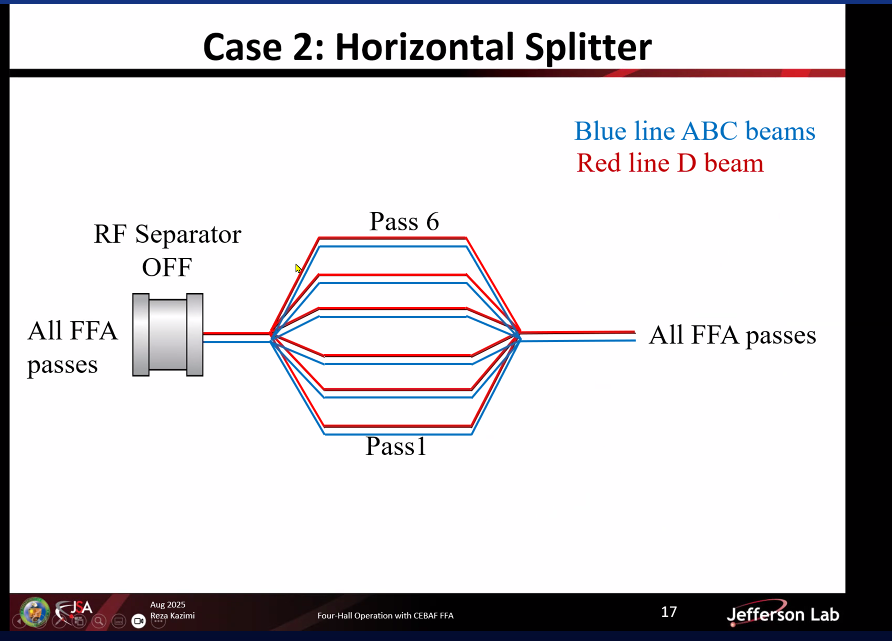 Case 2: Horizontal Splitter
Blue line ABC beams
Red line D beam
Pass 6
RF Separator
OFF
All FFA
passes
All FFA passes
Pass1
JSA
Aug 2025
Reza Kazimi
Four-Hall Operation with CEBAF FFA
17
Jefferson Lab